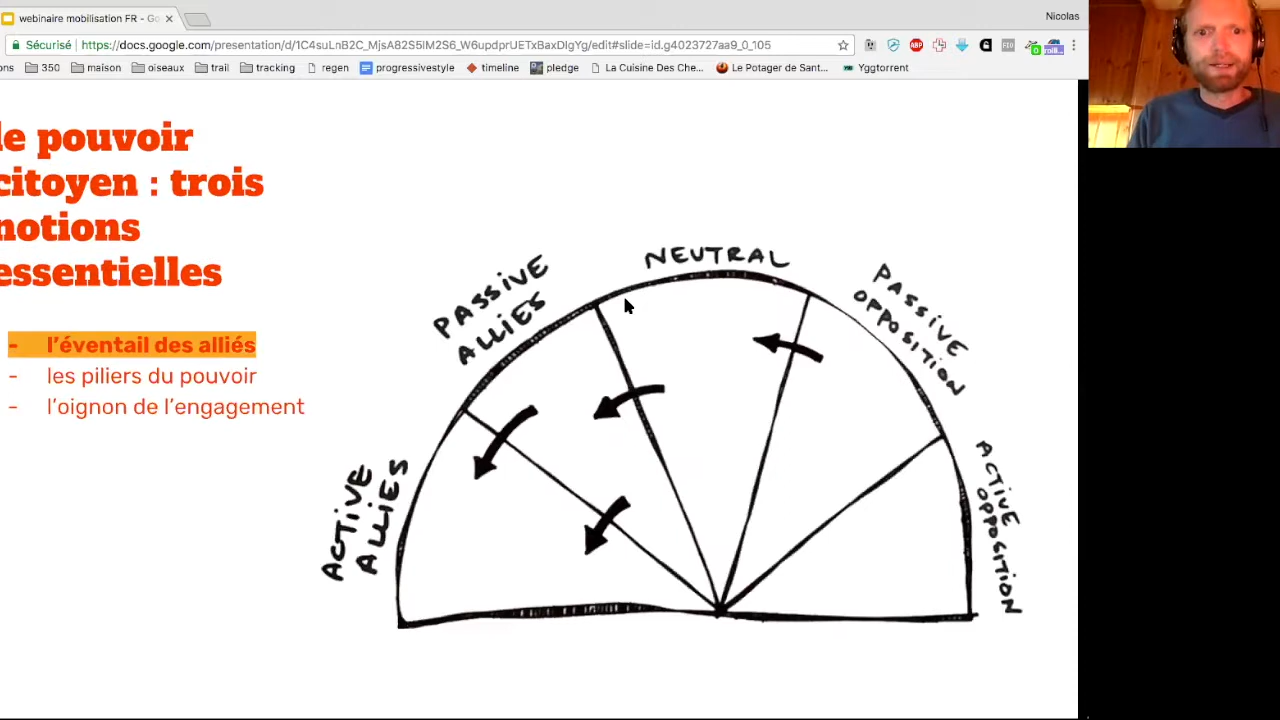 webinaire mobilisation FR - Go
Nicolas
Sécurisé
https://docs.google.com/presentation/d/1C4suLnB2C_MjsA82S5lM2S6_W6updprUETxBaxDIgYg/edit#slide=id.g4023727aa9_0_105
350
maison
oiseaux
trail
tracking
regen
progressivestyle
timeline
pledge
La Cuisine Des Che...
Le Potager de Sant...
Yggtorrent
le pouvoir
citoyen : trois
notions
essentielles
- l'éventail des alliés
- les piliers du pouvoir
- l'oignon de l'engagement
ACTIVE
ALLIES
PASSIVE
ALLIES
NEUTRAL
PASSIVE
OPPOSITION
ACTIVE
OPPOSITION